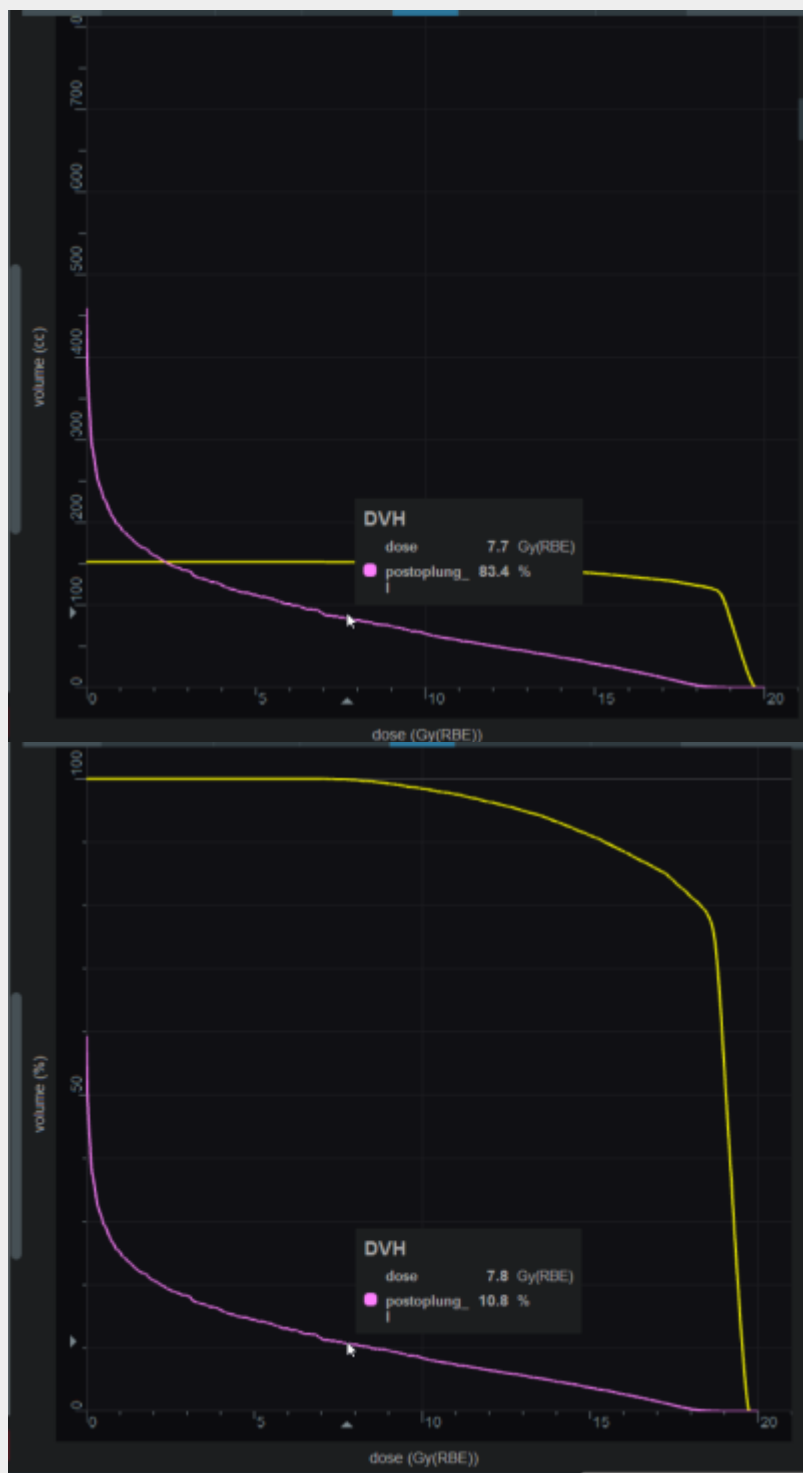 volume (cc)
800
700
600
500
400
300
200
100
0
DVH
dose 7.7 Gy(RBE)
postoplung_ 83.4 %
l
0 5 10 15 20
dose (Gy(RBE))
volume (%)
100
50
0
DVH
dose 7.8 Gy(RBE)
postoplung_ 10.8 %
l
0 5 10 15 20
dose (Gy(RBE))